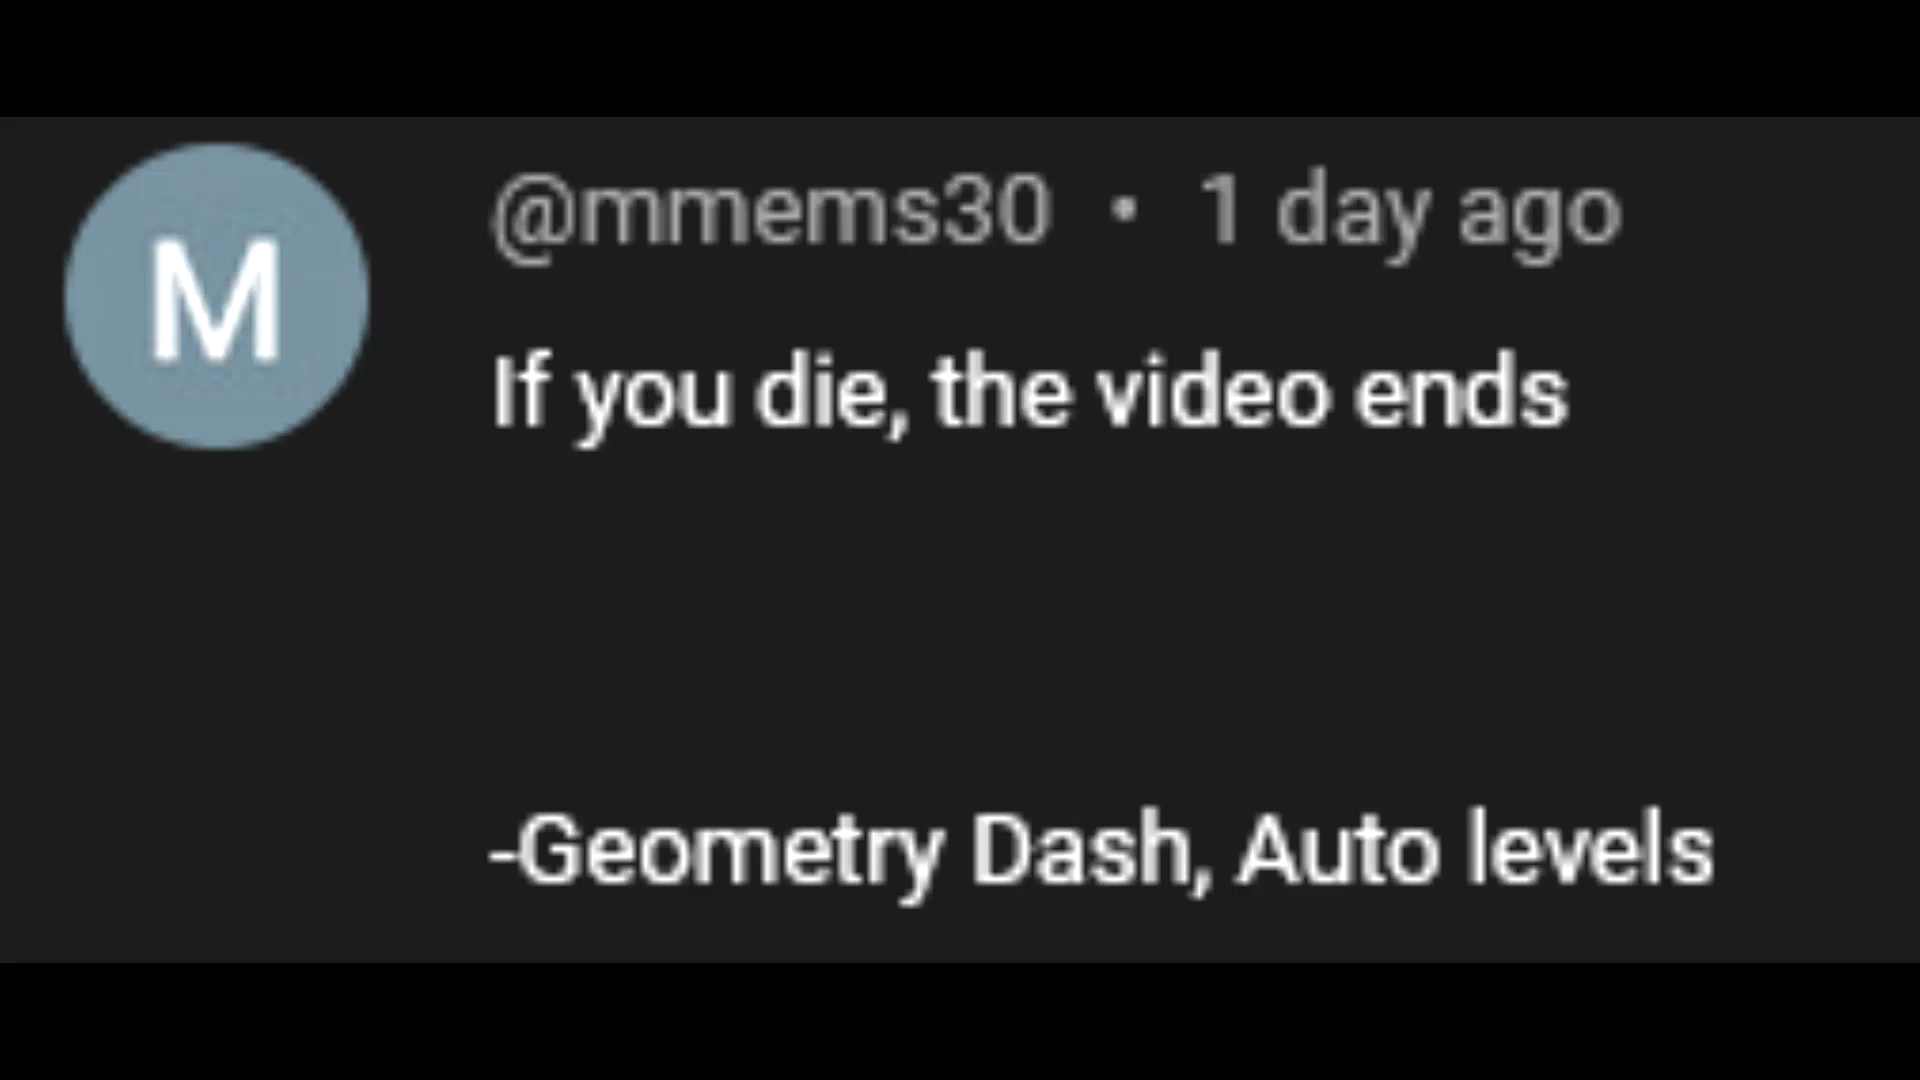 M
@mmems30 • 1 day ago
If you die, the video ends
-Geometry Dash, Auto levels